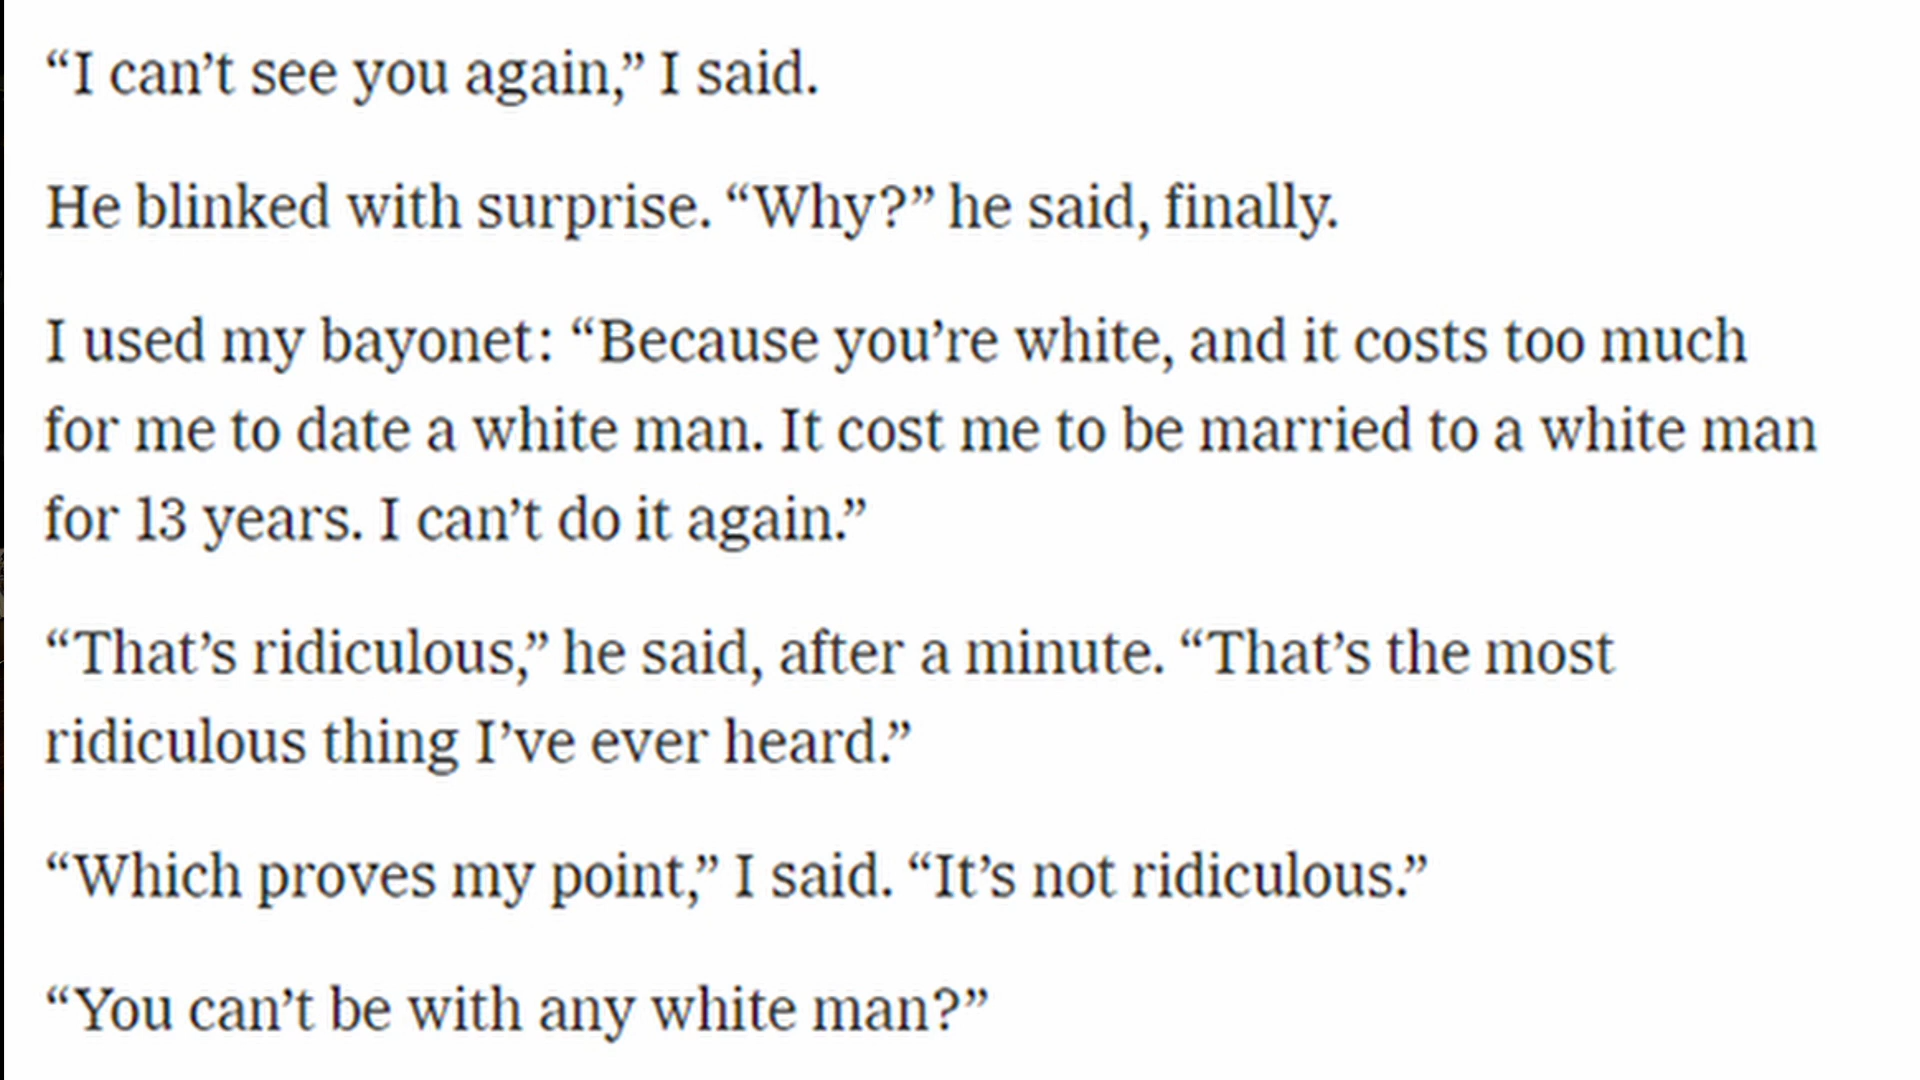 “I can’t see you again,” I said.
He blinked with surprise. “Why?” he said, finally.
I used my bayonet: “Because you’re white, and it costs too much
for me to date a white man. It cost me to be married to a white man
for 13 years. I can’t do it again.”
“That’s ridiculous,” he said, after a minute. “That’s the most
ridiculous thing I’ve ever heard.”
“Which proves my point,” I said. “It’s not ridiculous.”
“You can’t be with any white man?”